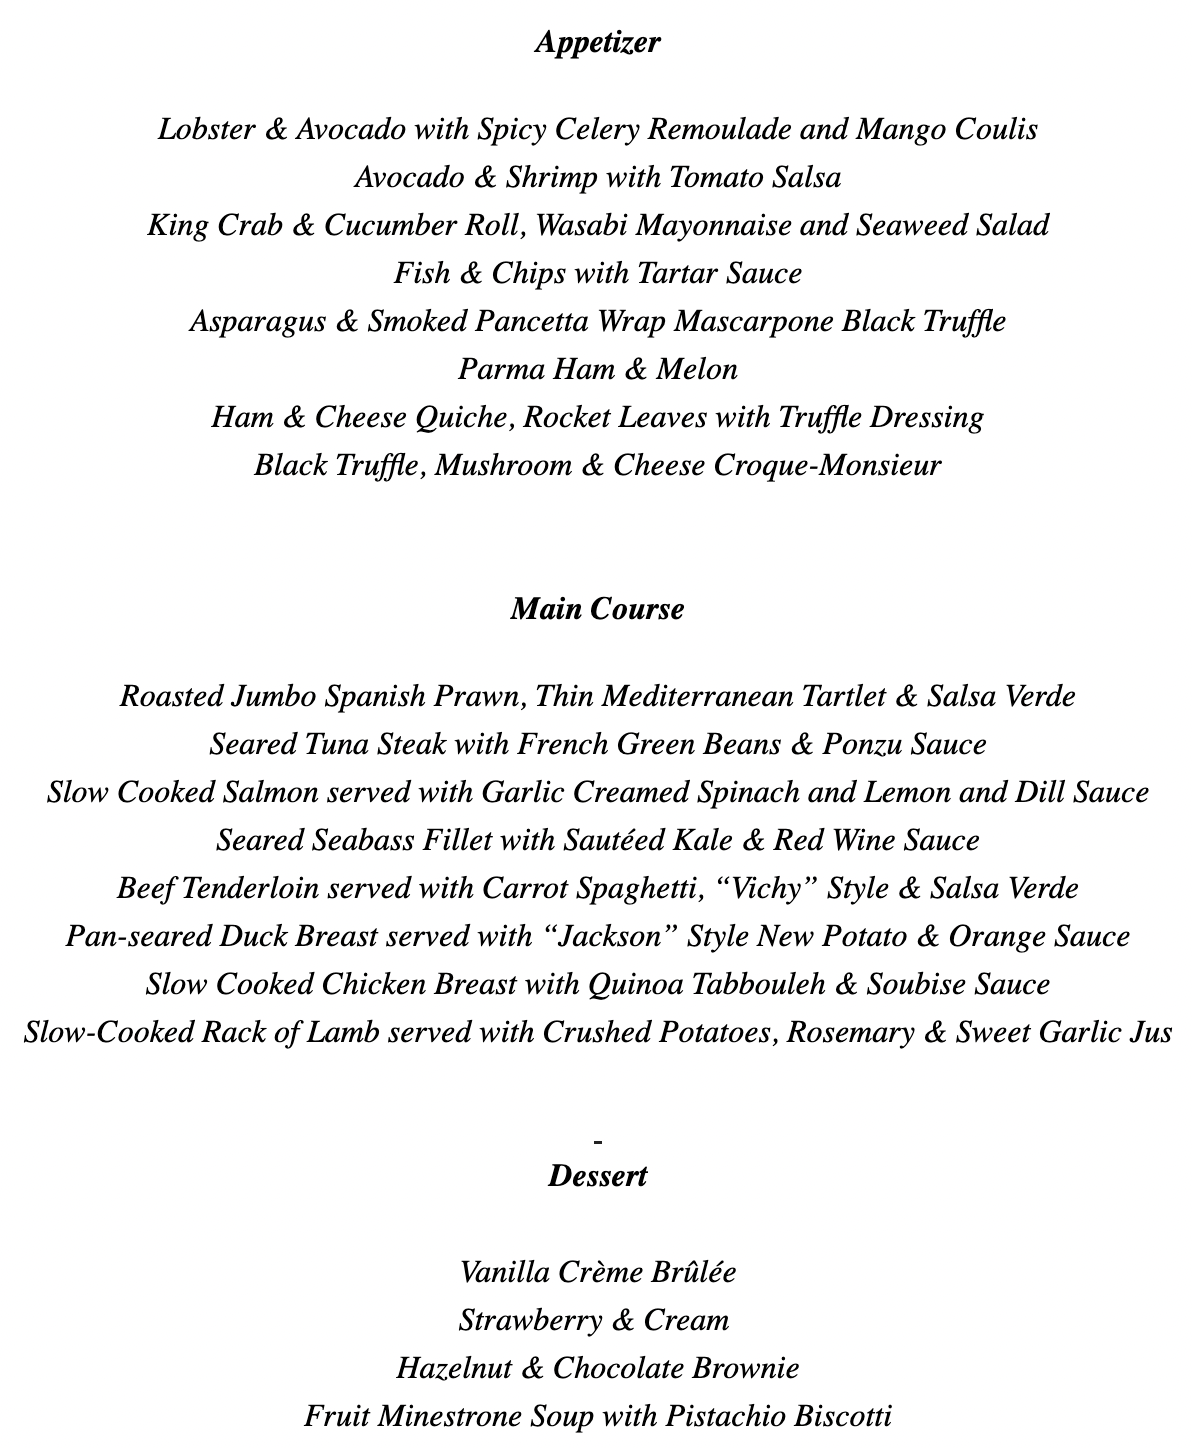 Appetizer
Lobster & Avocado with Spicy Celery Remoulade and Mango Coulis
Avocado & Shrimp with Tomato Salsa
King Crab & Cucumber Roll, Wasabi Mayonnaise and Seaweed Salad
Fish & Chips with Tartar Sauce
Asparagus & Smoked Pancetta Wrap Mascarpone Black Truffle
Parma Ham & Melon
Ham & Cheese Quiche, Rocket Leaves with Truffle Dressing
Black Truffle, Mushroom & Cheese Croque-Monsieur
Main Course
Roasted Jumbo Spanish Prawn, Thin Mediterranean Tartlet & Salsa Verde
Seared Tuna Steak with French Green Beans & Ponzu Sauce
Slow Cooked Salmon served with Garlic Creamed Spinach and Lemon and Dill Sauce
Seared Seabass Fillet with Sautéed Kale & Red Wine Sauce
Beef Tenderloin served with Carrot Spaghetti, “Vichy” Style & Salsa Verde
Pan-seared Duck Breast served with “Jackson” Style New Potato & Orange Sauce
Slow Cooked Chicken Breast with Quinoa Tabbouleh & Soubise Sauce
Slow-Cooked Rack of Lamb served with Crushed Potatoes, Rosemary & Sweet Garlic Jus
-
Dessert
Vanilla Crème Brûlée
Strawberry & Cream
Hazelnut & Chocolate Brownie
Fruit Minestrone Soup with Pistachio Biscotti